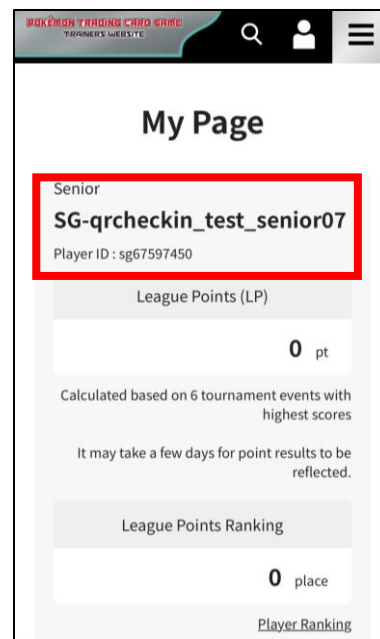 POKÉMON TRADING CARD GAME
TRAINERS WEBSITE
My Page
Senior
SG-qrcheckin_test_senior07
Player ID : sg67597450
League Points (LP)
0 pt
Calculated based on 6 tournament events with
highest scores
It may take a few days for point results to be
reflected.
League Points Ranking
0 place
Player Ranking